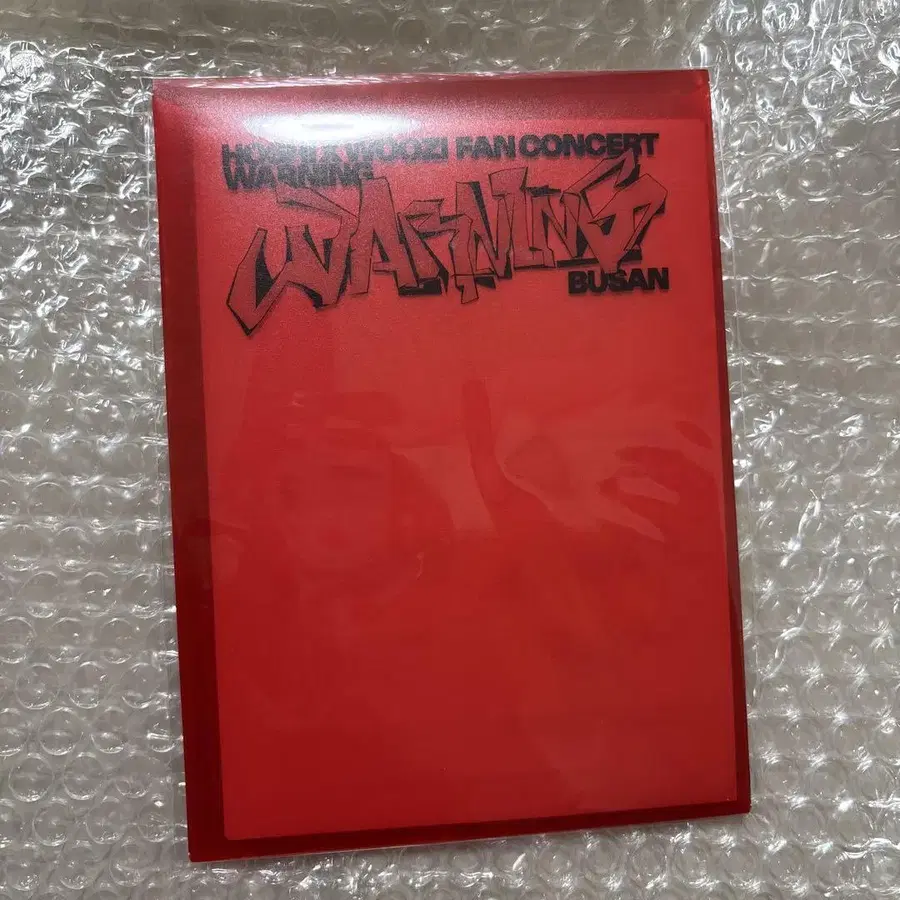 HOSHI X WOOZI FAN CONCERT
WARNING
WARNING
BUSAN